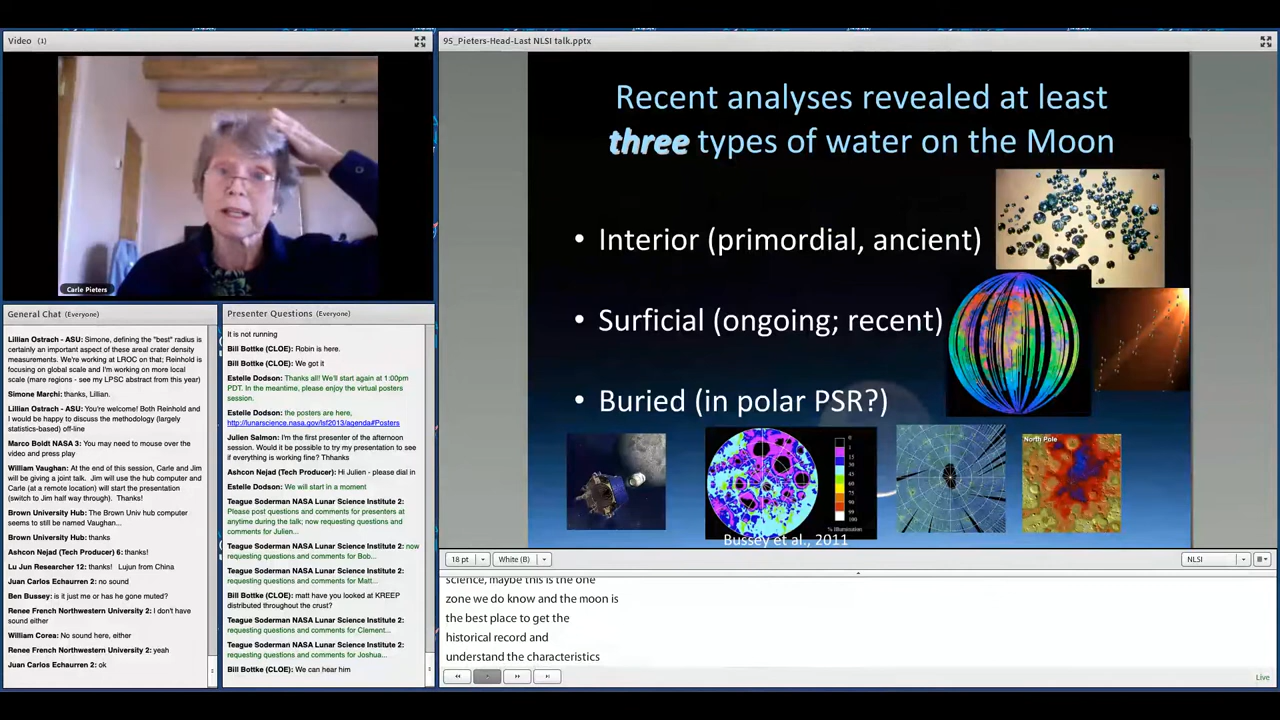 Video (1)
Carle Pieters
General Chat (Everyone)
Lillian Ostrach - ASU: Simone, defining the "best" radius is
certainly an important aspect of these areal crater density
measurements. We're working at LROC on that; Reinhold is
focusing on global scale and I'm working on more local
scale (mare regions - see my LPSC abstract from this year)
Simone Marchi: thanks, Lillian.
Lillian Ostrach - ASU: You're welcome! Both Reinhold and
I would be happy to discuss the methodology (largely
statistics-based) off-line
Marco Boldt NASA 3: You may need to mouse over the
video and press play
William Vaughan: At the end of this session, Carle and Jim
will be giving a joint talk. Jim will use the hub computer and
Carle (at a remote location) will start the presentation
(switch to Jim half way through). Thanks!
Brown University Hub: The Brown Univ hub computer
seems to still be named Vaughan...
Brown University Hub: thanks
Ashcon Nejad (Tech Producer) 6: thanks!
Lu Jun Researcher 12: thanks! Lujun from China
Juan Carlos Echaurren 2: no sound
Ben Bussey: is it just me or has he gone muted?
Renee French Northwestern University 2: I don't have
sound either
William Corea: No sound here, either
Renee French Northwestern University 2: yeah
Juan Carlos Echaurren 2: ok
Presenter Questions (Everyone)
It is not running
Bill Bottke (CLOE): Robin is here.
Bill Bottke (CLOE): We got it
Estelle Dodson: Thanks all! We'll start again at 1:00pm
PDT. In the meantime, please enjoy the virtual posters
session.
Estelle Dodson: the posters are here,
http://lunarscience.nasa.gov/lsf2013/agenda#Posters
Julien Salmon: I'm the first presenter of the afternoon
session. Would it be possible to try my presentation to see
if everything is working fine? Thhanks
Ashcon Nejad (Tech Producer): Hi Julien - please dial in
Estelle Dodson: We will start in a moment
Teague Soderman NASA Lunar Science Institute 2:
Please post questions and comments for presenters at
anytime during the talk; now requesting questions and
comments for Julien...
Teague Soderman NASA Lunar Science Institute 2: now
requesting questions and comments for Bob...
Teague Soderman NASA Lunar Science Institute 2:
requesting questions and comments for Matt...
Bill Bottke (CLOE): matt have you looked at KREEP
distributed throughout the crust?
Teague Soderman NASA Lunar Science Institute 2:
requesting questions and comments for Clement...
Teague Soderman NASA Lunar Science Institute 2:
requesting questions and comments for Joshua...
Bill Bottke (CLOE): We can hear him
95_Pieters-Head-Last NLSI talk.pptx
Recent analyses revealed at least
three types of water on the Moon
• Interior (primordial, ancient)
• Surficial (ongoing; recent)
• Buried (in polar PSR?)
0
1
15
30
45
60
75
90
99
100
% Illumination
North Pole
Bussey et al., 2011
18 pt
White (B)
NLSI
science, maybe this is the one
zone we do know and the moon is
the best place to get the
historical record and
understand the characteristics
Live